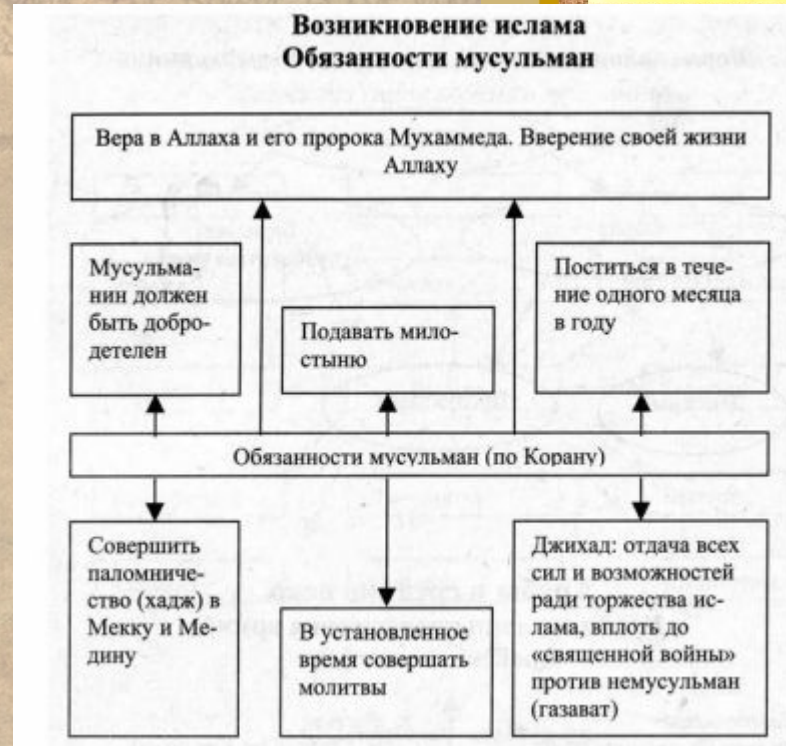 Возникновение ислама
Обязанности мусульман
Вера в Аллаха и его пророка Мухаммеда. Вверение своей жизни
Аллаху
Мусульма-
нин должен
быть добро-
детелен
Подавать мило-
стыню
Поститься в тече-
ние одного месяца
в году
Обязанности мусульман (по Корану)
Совершить
паломниче-
ство (хадж) в
Мекку и Ме-
дину
В установленное
время совершать
молитвы
Джихад: отдача всех
сил и возможностей
ради торжества ис-
лама, вплоть до
«священной войны»
против немусульман
(газават)